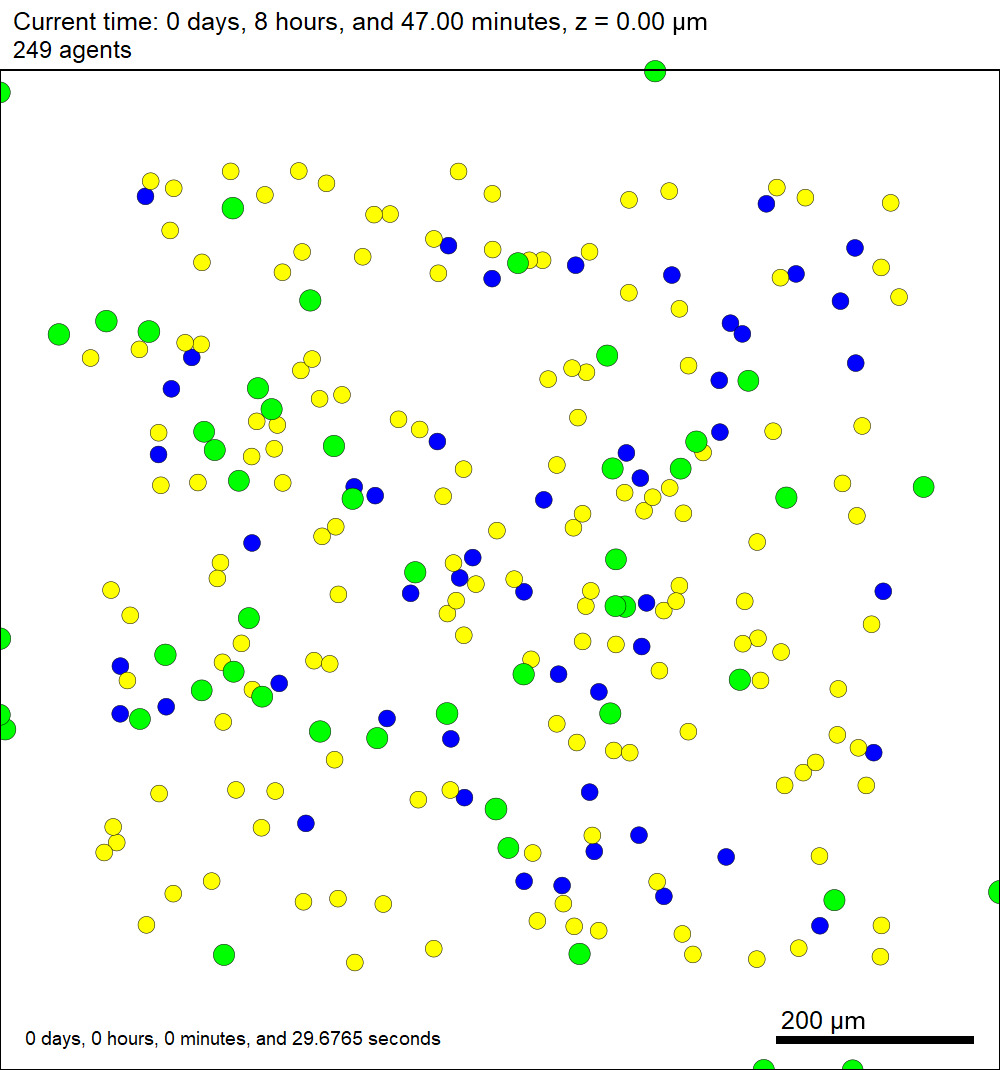 Current time: 0 days, 8 hours, and 47.00 minutes, z = 0.00 µm
249 agents
200 µm
0 days, 0 hours, 0 minutes, and 29.6765 seconds